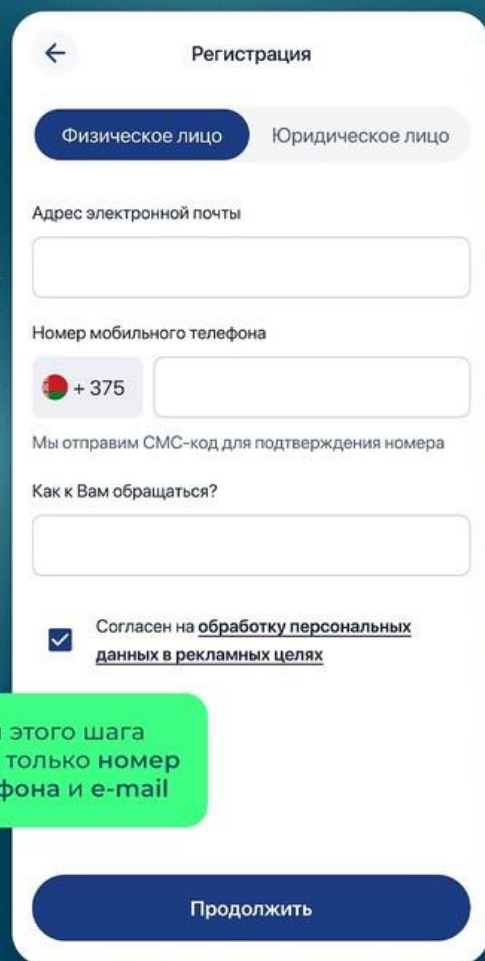 Регистрация
Физическое лицо Юридическое лицо
Адрес электронной почты
Номер мобильного телефона
+ 375
Мы отправим СМС-код для подтверждения номера
Как к Вам обращаться?
Согласен на обработку персональных
данных в рекламных целях
этого шага
только номер
и e-mail
Продолжить